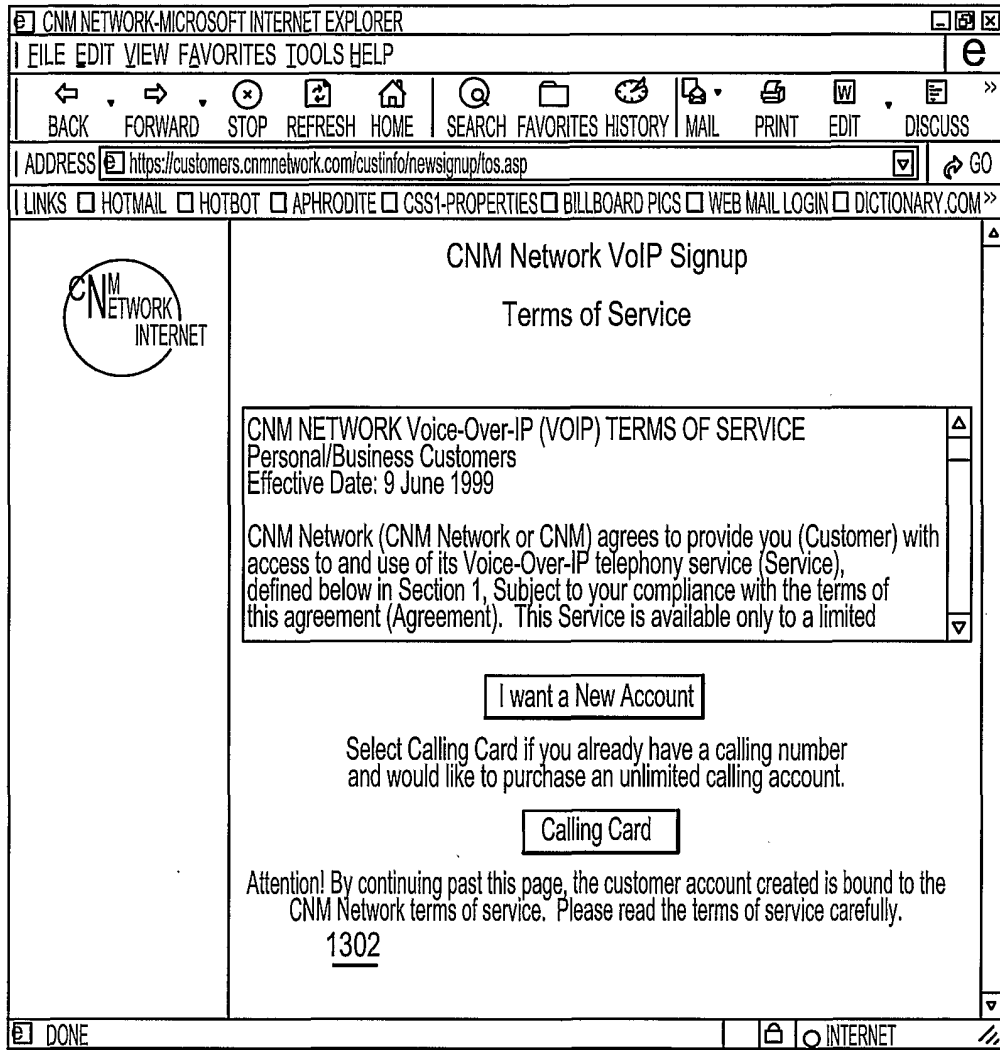 CNM NETWORK-MICROSOFT INTERNET EXPLORER
FILE EDIT VIEW FAVORITES TOOLS HELP
BACK FORWARD STOP REFRESH HOME SEARCH FAVORITES HISTORY MAIL PRINT EDIT DISCUSS »
ADDRESS https://customers.cnmnetwork.com/custinfo/newsignup/tos.asp GO
LINKS HOTMAIL HOTBOT APHRODITE CSS1-PROPERTIES BILLBOARD PICS WEB MAIL LOGIN DICTIONARY.COM »
CNM
NETWORK
INTERNET
CNM Network VoIP Signup
Terms of Service
CNM NETWORK Voice-Over-IP (VOIP) TERMS OF SERVICE
Personal/Business Customers
Effective Date: 9 June 1999
CNM Network (CNM Network or CNM) agrees to provide you (Customer) with
access to and use of its Voice-Over-IP telephony service (Service),
defined below in Section 1, Subject to your compliance with the terms of
this agreement (Agreement). This Service is available only to a limited
I want a New Account
Select Calling Card if you already have a calling number
and would like to purchase an unlimited calling account.
Calling Card
Attention! By continuing past this page, the customer account created is bound to the
CNM Network terms of service. Please read the terms of service carefully.
1302
DONE INTERNET